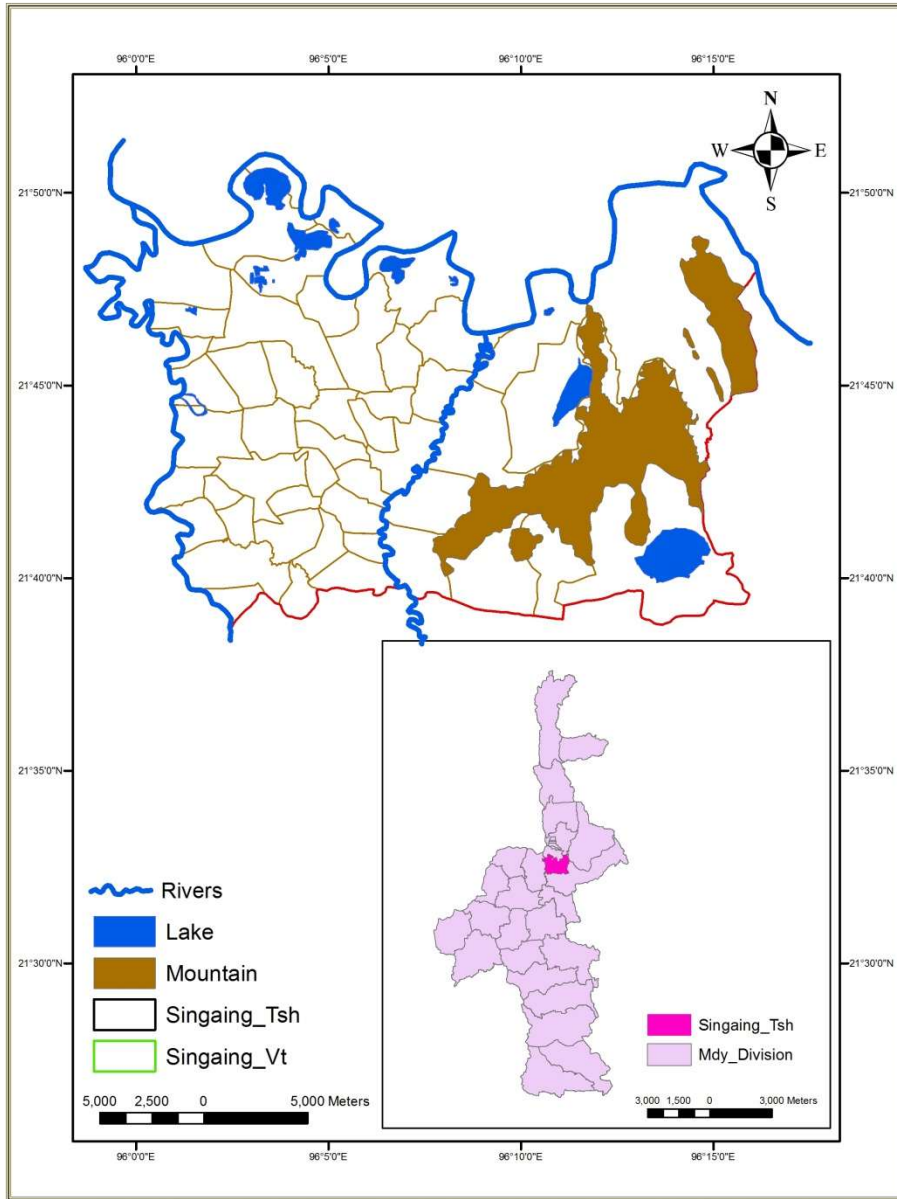 96°0'0"E 96°5'0"E 96°10'0"E 96°15'0"E
N
W E
S
21°50'0"N 21°50'0"N
21°45'0"N 21°45'0"N
21°40'0"N 21°40'0"N
21°35'0"N 21°35'0"N
21°30'0"N 21°30'0"N
Rivers
Lake
Mountain
Singaing_Tsh
Singaing_Vt
5,000 2,500 0 5,000 Meters
Singaing_Tsh
Mdy_Division
3,000 1,500 0 3,000 Meters
96°0'0"E 96°5'0"E 96°10'0"E 96°15'0"E